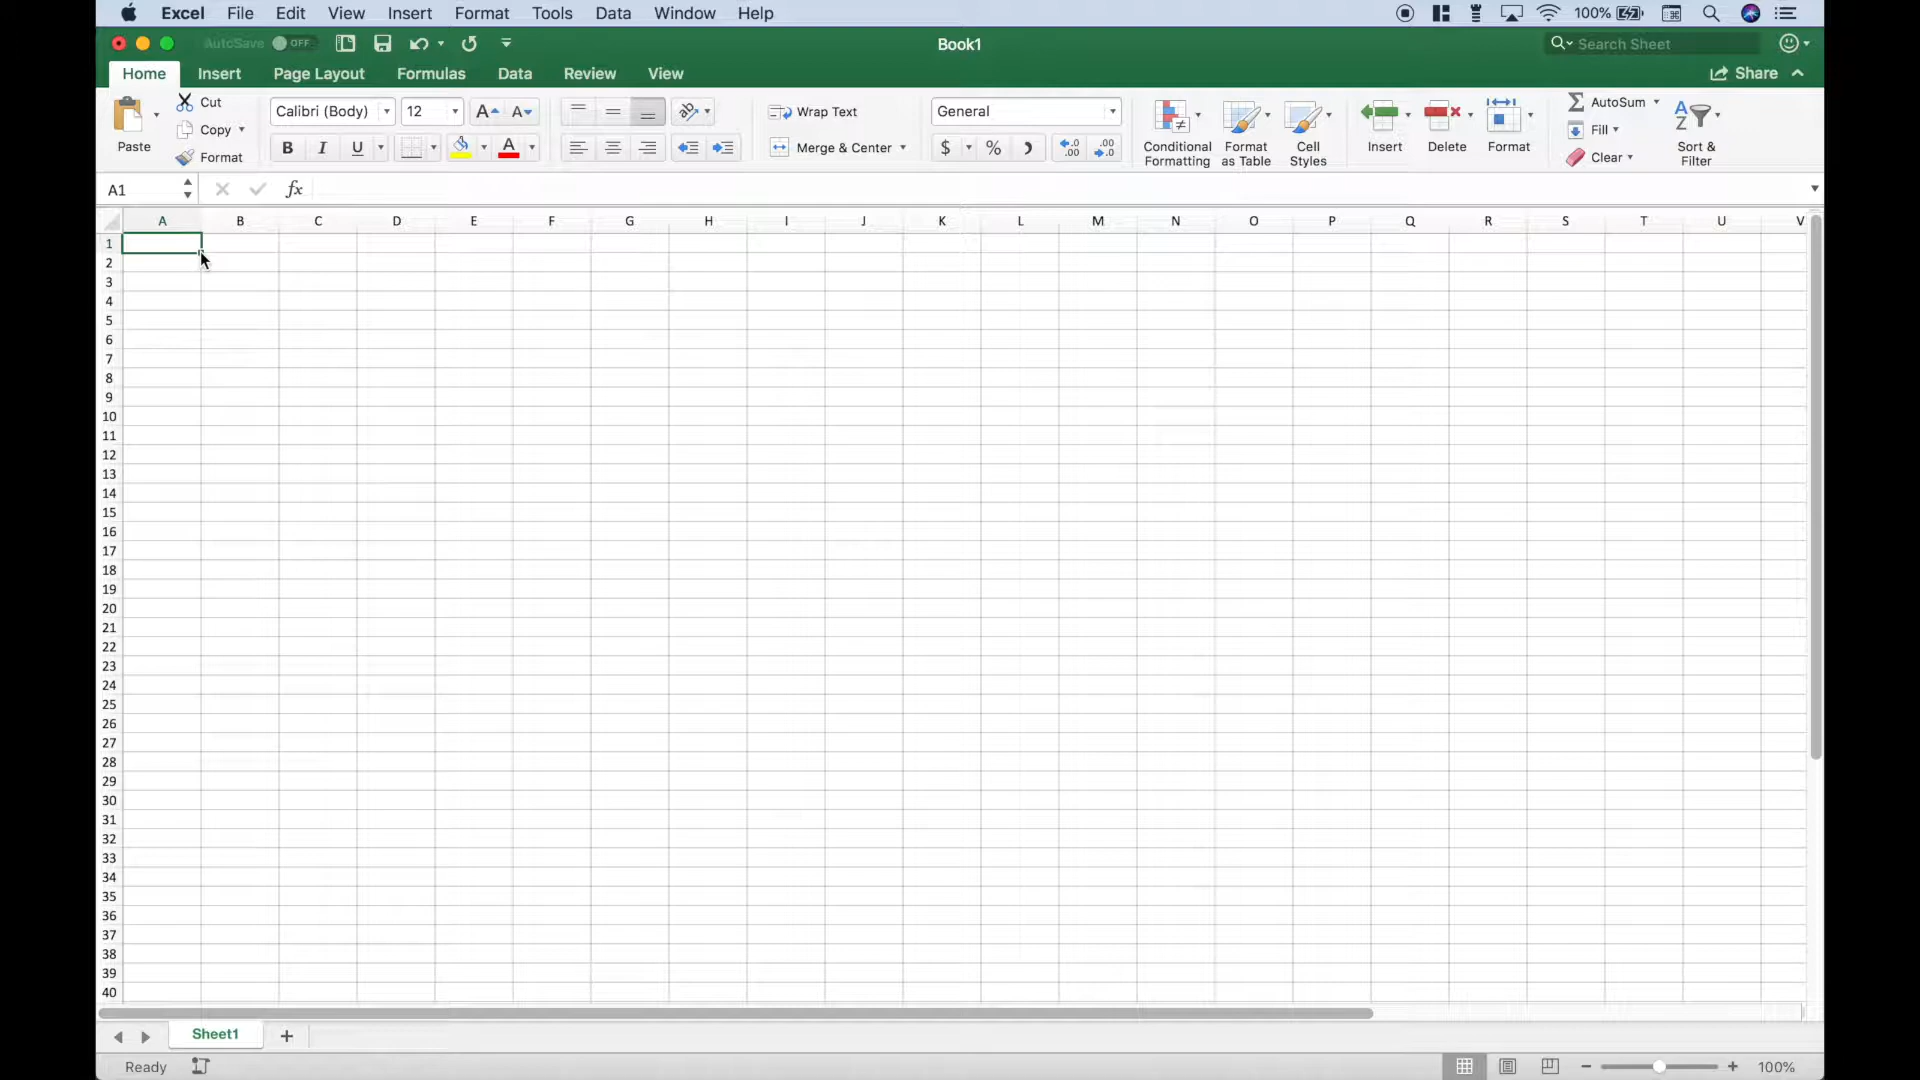 Excel File Edit View Insert Format Tools Data Window Help 100%
AutoSave OFF Book1 Search Sheet
Home Insert Page Layout Formulas Data Review View Share
Paste Cut Copy Format
Calibri (Body) 12 A A
B I U A
ab
Wrap Text
Merge & Center
General
$ % .0 .00 .00 .0
Conditional Formatting
Format as Table
Cell Styles
Insert Delete Format
AutoSum
Fill
Clear
A Z
Sort & Filter
A1 fx
A B C D E F G H I J K L M N O P Q R S T U V
1
2
3
4
5
6
7
8
9
10
11
12
13
14
15
16
17
18
19
20
21
22
23
24
25
26
27
28
29
30
31
32
33
34
35
36
37
38
39
40
Sheet1 +
Ready 100%